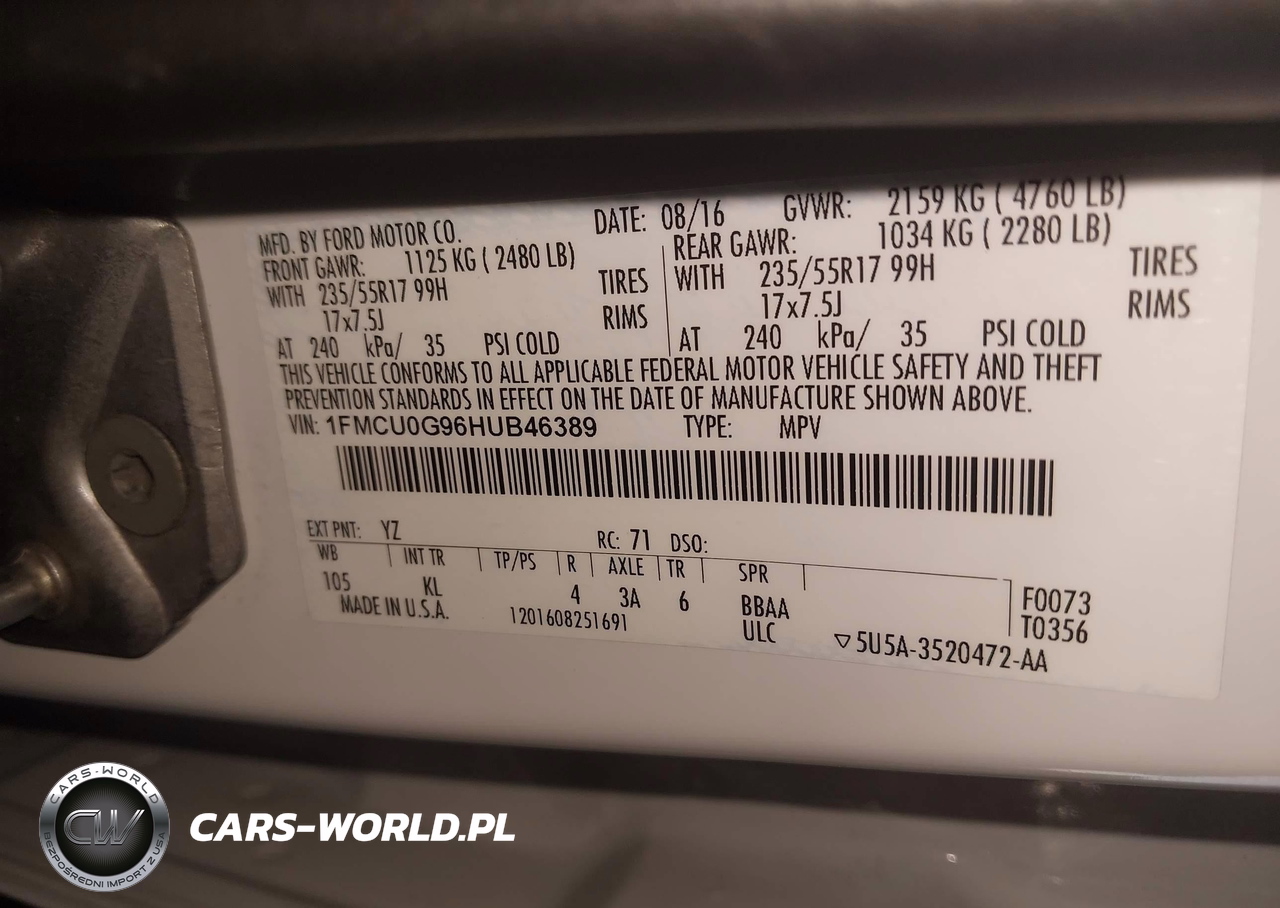 MFD. BY FORD MOTOR CO. DATE: 08/16 GVWR: 2159 KG ( 4760 LB)
FRONT GAWR: 1125 KG ( 2480 LB) REAR GAWR: 1034 KG ( 2280 LB)
WITH 235/55R17 99H TIRES WITH 235/55R17 99H TIRES
17x7.5J RIMS 17x7.5J RIMS
AT 240 kPa/ 35 PSI COLD AT 240 kPa/ 35 PSI COLD
THIS VEHICLE CONFORMS TO ALL APPLICABLE FEDERAL MOTOR VEHICLE SAFETY AND THEFT
PREVENTION STANDARDS IN EFFECT ON THE DATE OF MANUFACTURE SHOWN ABOVE.
VIN: 1FMCU0G96HUB46389 TYPE: MPV
EXT PNT: YZ RC: 71 DSO:
WB INT TR TP/PS R AXLE TR SPR
105 KL 4 3A 6 BBAA F0073
MADE IN U.S.A. 1201608251691 ULC T0356
▽5U5A-3520472-AA
CARS-WORLD
CW
BEZPOŚREDNI IMPORT Z USA
CARS-WORLD.PL